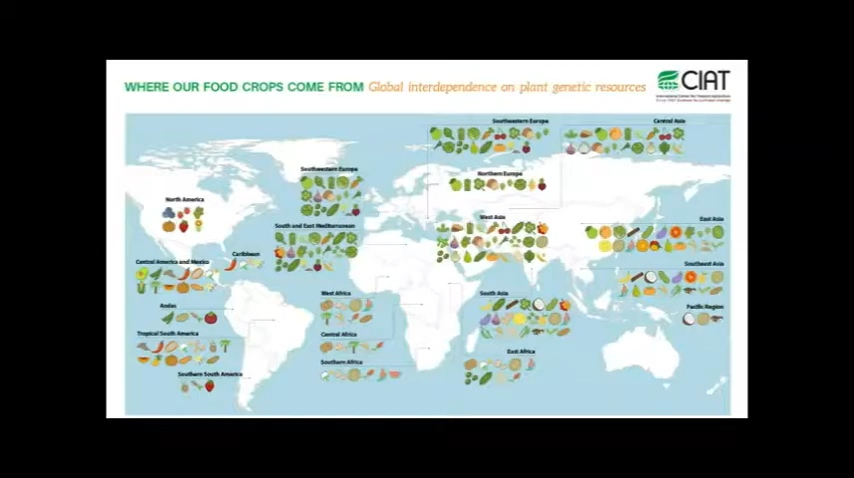 WHERE OUR FOOD CROPS COME FROM Global interdependence on plant genetic resources
CIAT
Southeastern Europe
Central Asia
Southwestern Europe
Northern Europe
North America
West Asia
East Asia
South and East Mediterranean
Caribbean
Central America and Mexico
Southeast Asia
West Africa
South Asia
Andes
Pacific Region
Tropical South America
Central Africa
East Africa
Southern Africa
Southern South America